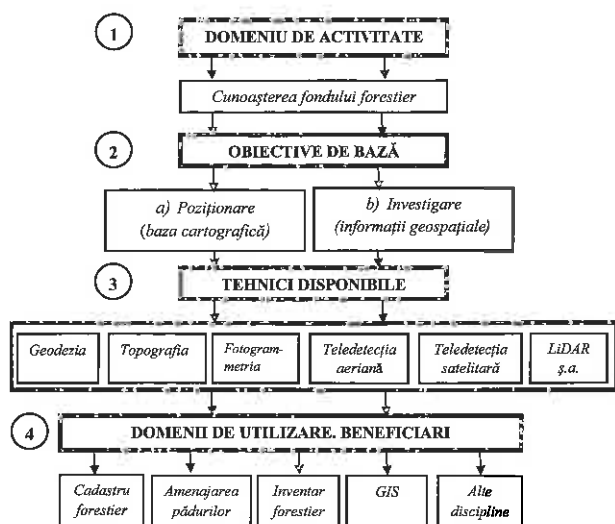 1
DOMENIU DE ACTIVITATE
Cunoașterea fondului forestier
2
OBIECTIVE DE BAZĂ
a) Poziționare
(baza cartografică)
b) Investigare
(informații geospațiale)
3
TEHNICI DISPONIBILE
Geodezia
Topografia
Fotogram-
metria
Teledetecția
aeriană
Teledetecția
satelitară
LiDAR
ș.a.
4
DOMENII DE UTILIZARE. BENEFICIARI
Cadastru
forestier
Amenajarea
pădurilor
Inventar
forestier
GIS
Alte
discipline